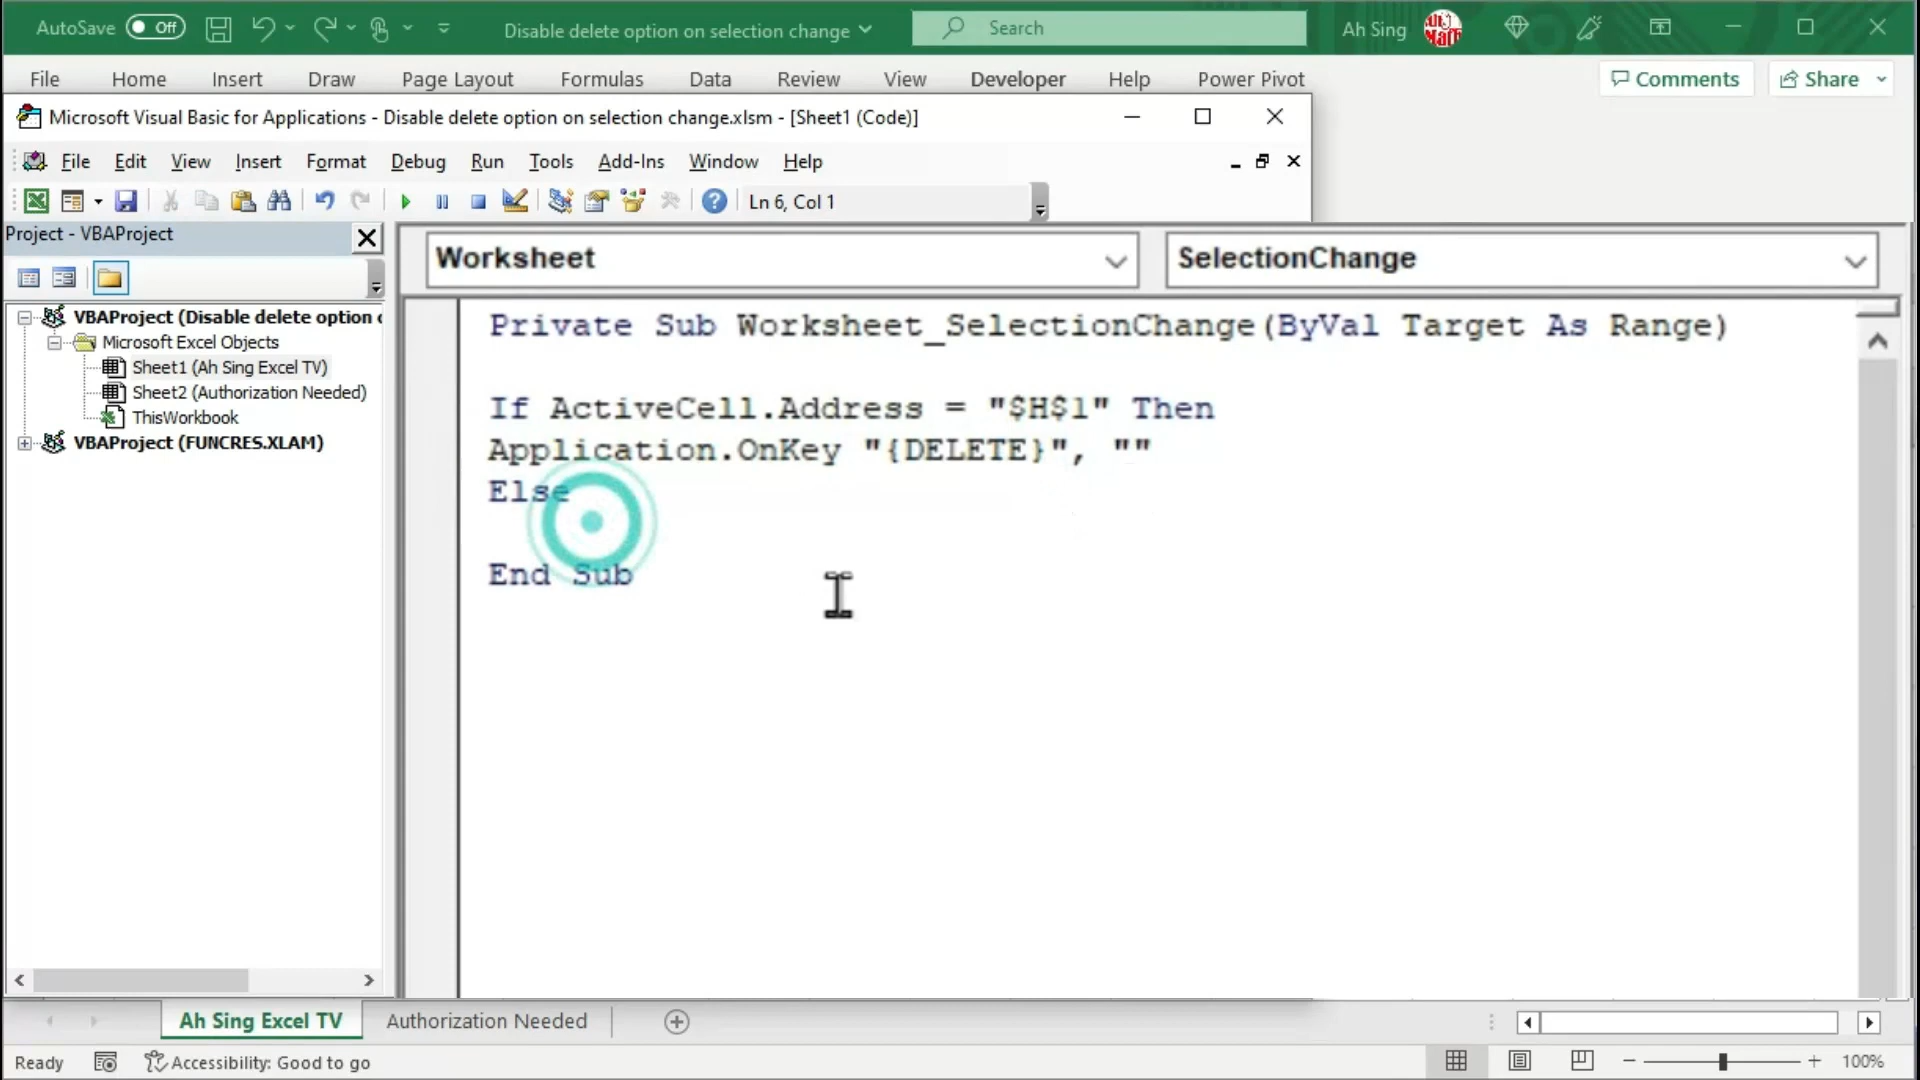 AutoSave Off Disable delete option on selection change Search Ah Sing
File Home Insert Draw Page Layout Formulas Data Review View Developer Help Power Pivot Comments Share
Microsoft Visual Basic for Applications - Disable delete option on selection change.xlsm - [Sheet1 (Code)]
File Edit View Insert Format Debug Run Tools Add-Ins Window Help
Ln 6, Col 1
Project - VBAProject
Worksheet SelectionChange
VBAProject (Disable delete option
Microsoft Excel Objects
Sheet1 (Ah Sing Excel TV)
Sheet2 (Authorization Needed)
ThisWorkbook
VBAProject (FUNCRES.XLAM)
Private Sub Worksheet_SelectionChange(ByVal Target As Range)
If ActiveCell.Address = "$H$1" Then
Application.OnKey "{DELETE}", ""
Else
End Sub
Ah Sing Excel TV Authorization Needed
Ready Accessibility: Good to go 100%